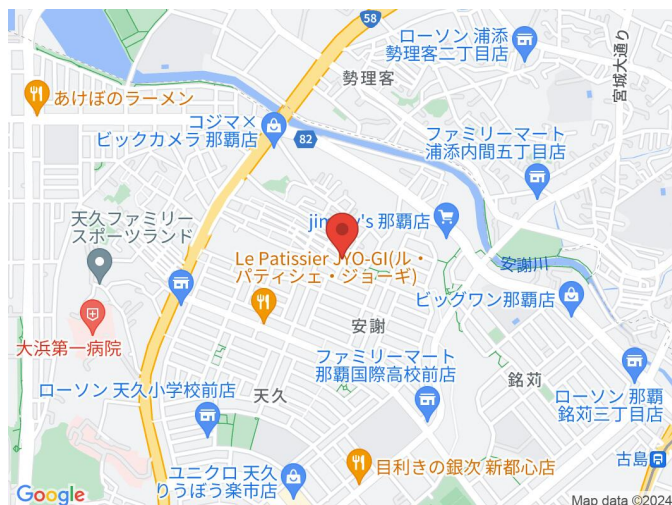 58
ローソン 浦添
勢理客二丁目店
宮城大通り
勢理客
あけぼのラーメン
コジマ×
ビックカメラ 那覇店
82
ファミリーマート
浦添内間五丁目店
天久ファミリー
スポーツランド
's 那覇店
Le Patissier JYO-GI(ル・
パティシェ・ジョーギ)
安謝川
ビッグワン那覇店
安謝
大浜第一病院
ファミリーマート
那覇国際高校前店
銘苅
ローソン 天久小学校前店
天久
ローソン 那覇
銘苅三丁目店
古島
ユニクロ 天久
りうぼう楽市店
目利きの銀次 新都心店
Google
Map data ©2024